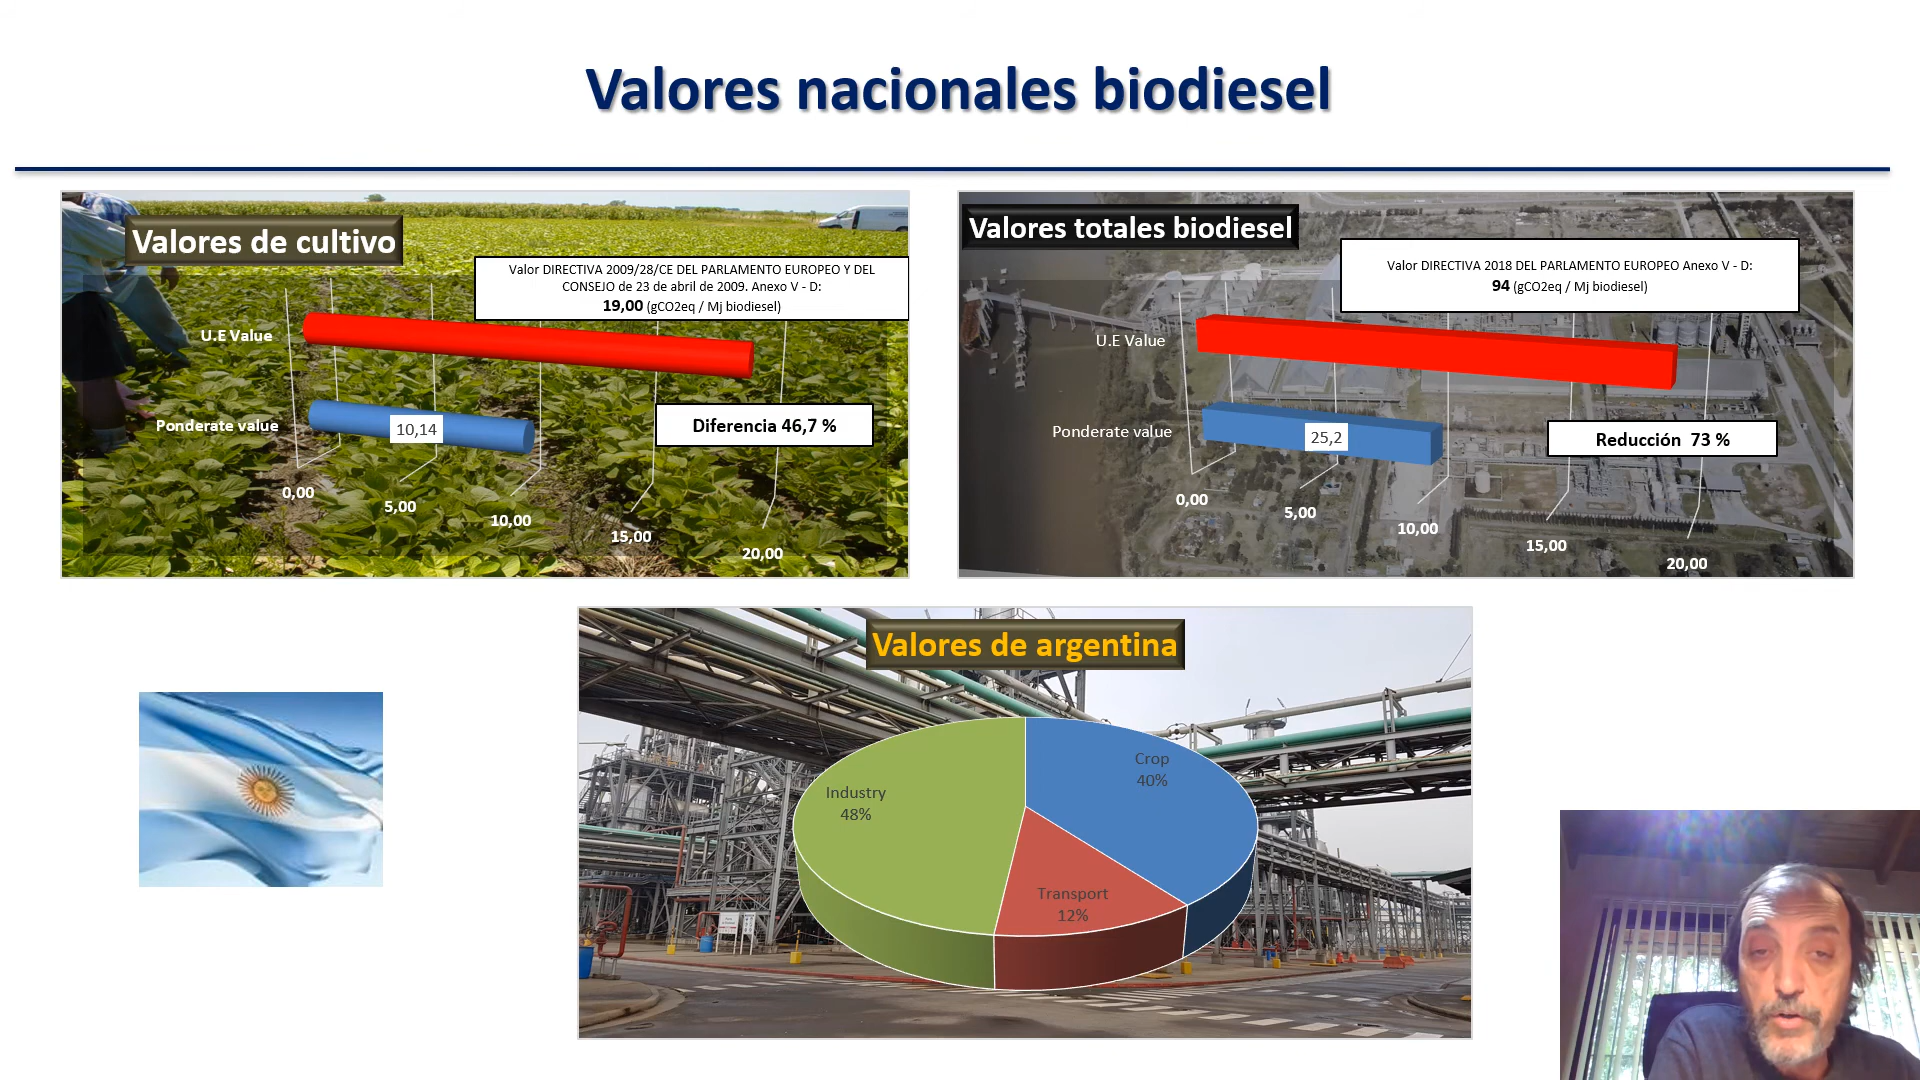 Valores nacionales biodiesel
Valores de cultivo
Valor DIRECTIVA 2009/28/CE DEL PARLAMENTO EUROPEO Y DEL
CONSEJO de 23 de abril de 2009. Anexo V - D:
19,00 (gCO2eq / Mj biodiesel)
U.E Value
Ponderate value
10,14
Diferencia 46,7 %
0,00
5,00
10,00
15,00
20,00
Valores totales biodiesel
Valor DIRECTIVA 2018 DEL PARLAMENTO EUROPEO Anexo V - D:
94 (gCO2eq / Mj biodiesel)
U.E Value
Ponderate value
25,2
Reducción 73 %
0,00
5,00
10,00
15,00
20,00
Valores de argentina
Crop
40%
Industry
48%
Transport
12%